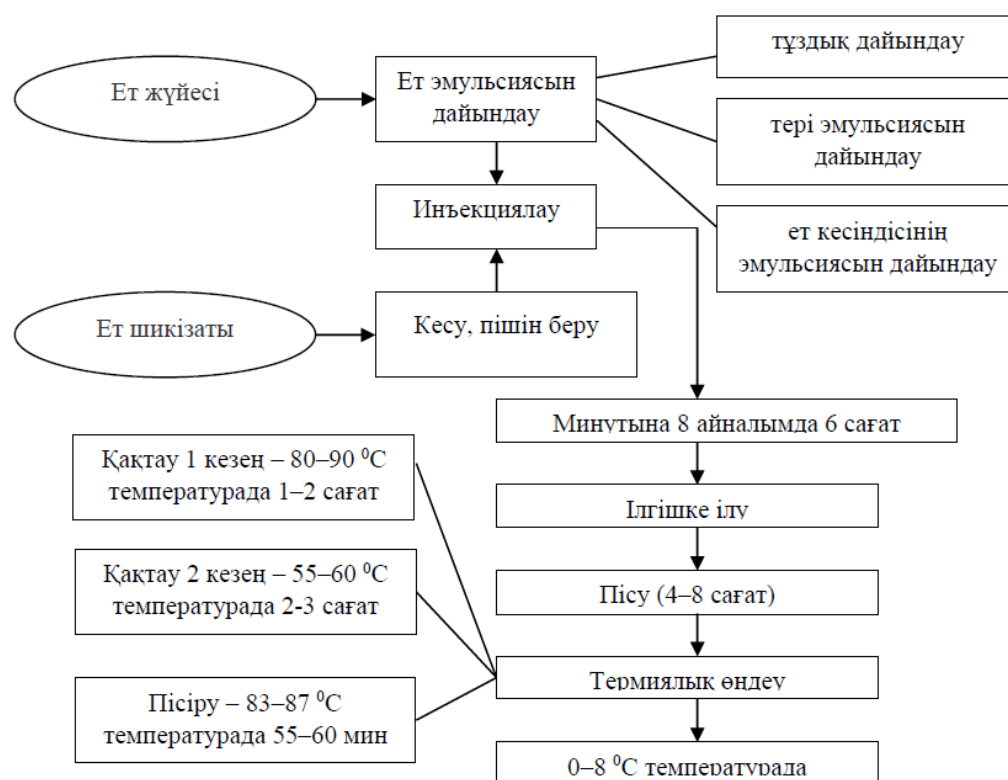 Ет жүйесі
Ет эмульсиясын
дайындау
тұздық дайындау
тері эмульсиясын
дайындау
ет кесіндісінің
эмульсиясын дайындау
Инъекциялау
Ет шикізаты
Кесу, пішін беру
Минутына 8 айналымда 6 сағат
Қақтау 1 кезең – 80–90 ⁰С
температурада 1–2 сағат
Ілгішке ілу
Қақтау 2 кезең – 55–60 ⁰С
температурада 2-3 сағат
Пісу (4–8 сағат)
Термиялық өңдеу
Пісіру – 83–87 ⁰С
температурада 55–60 мин
0–8 ⁰С температурада